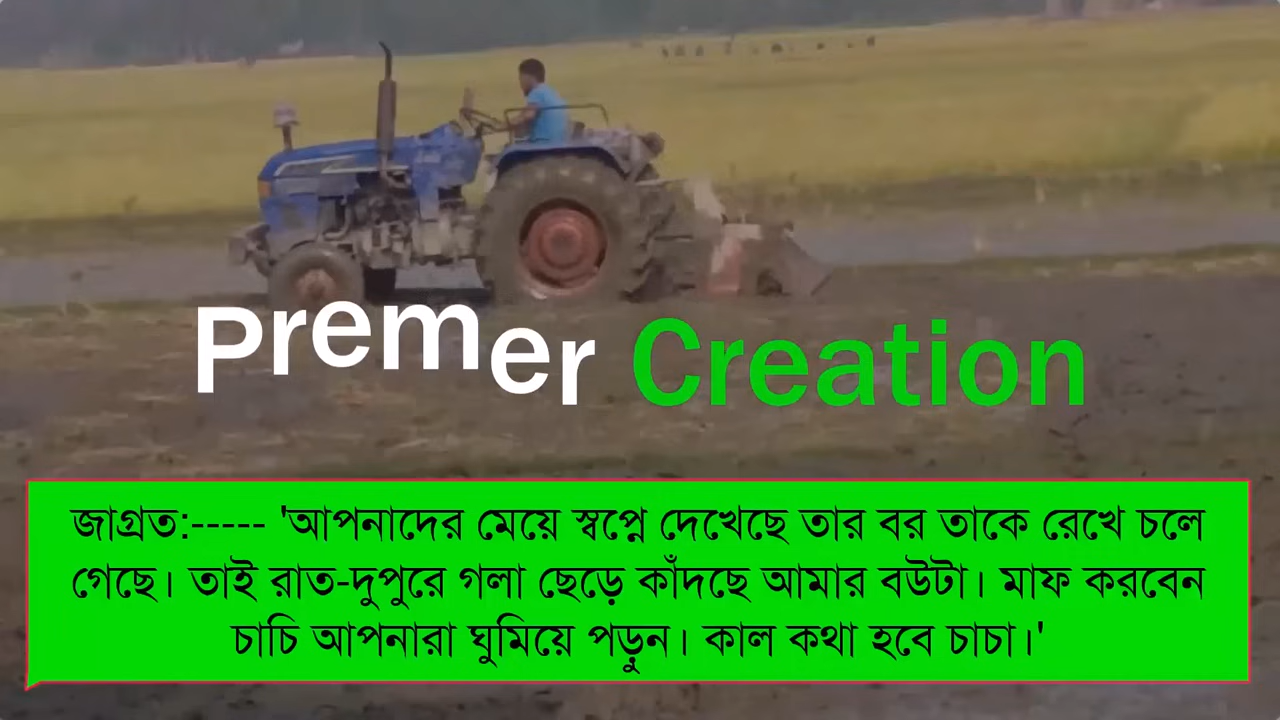 Premer Creation
জাগ্রত:----- 'আপনাদের মেয়ে স্বপ্নে দেখেছে তার বর তাকে রেখে চলে
গেছে। তাই রাত-দুপুরে গলা ছেড়ে কাঁদছে আমার বউটা। মাফ করবেন
চাচি আপনারা ঘুমিয়ে পড়ুন। কাল কথা হবে চাচা।'